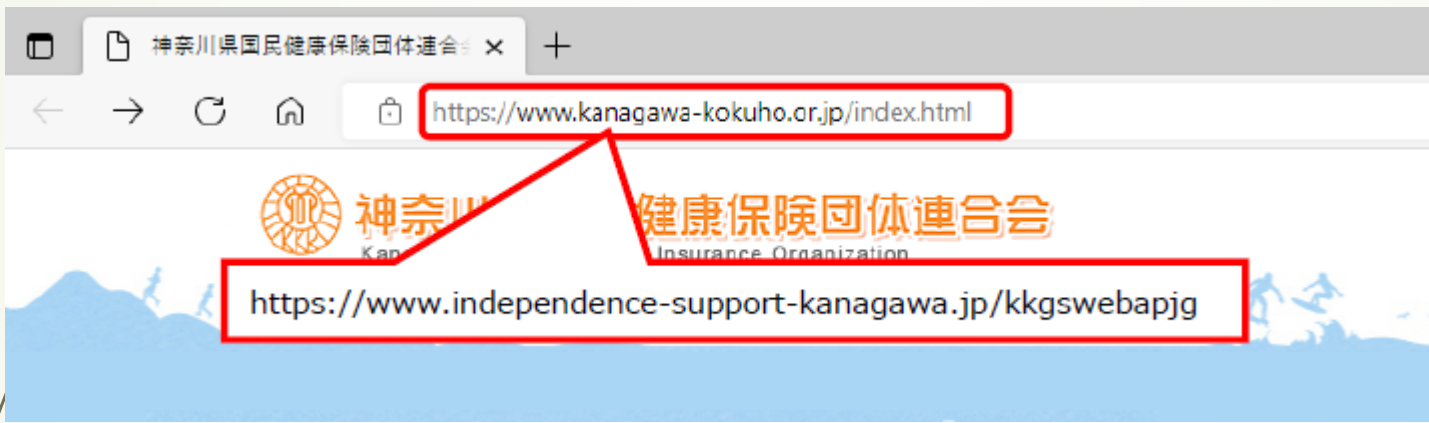 神奈川県国民健康保険団体連合
https://www.kanagawa-kokuho.or.jp/index.html
神奈川 健康保険団体連合会
Kan Insurance Organization
https://www.independence-support-kanagawa.jp/kkgswebapjg